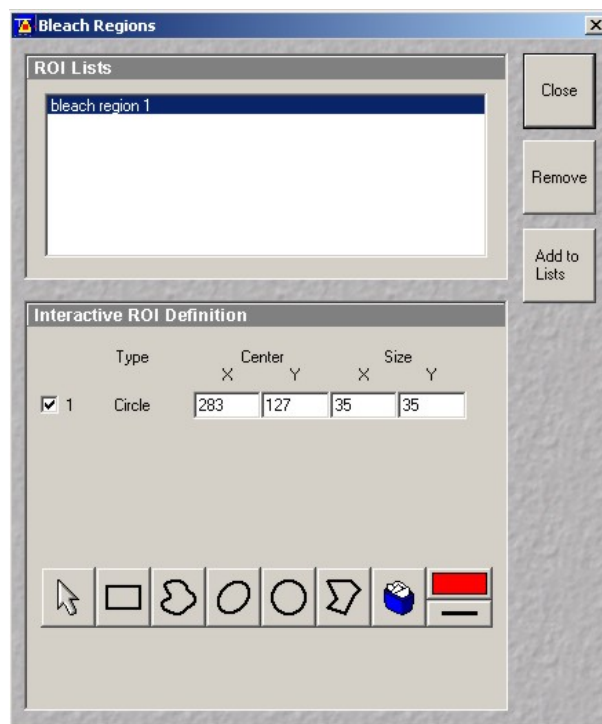 Bleach Regions
ROI Lists
bleach region 1
Close
Remove
Add to
Lists
Interactive ROI Definition
Type Center Size
X Y X Y
1 Circle 283 127 35 35